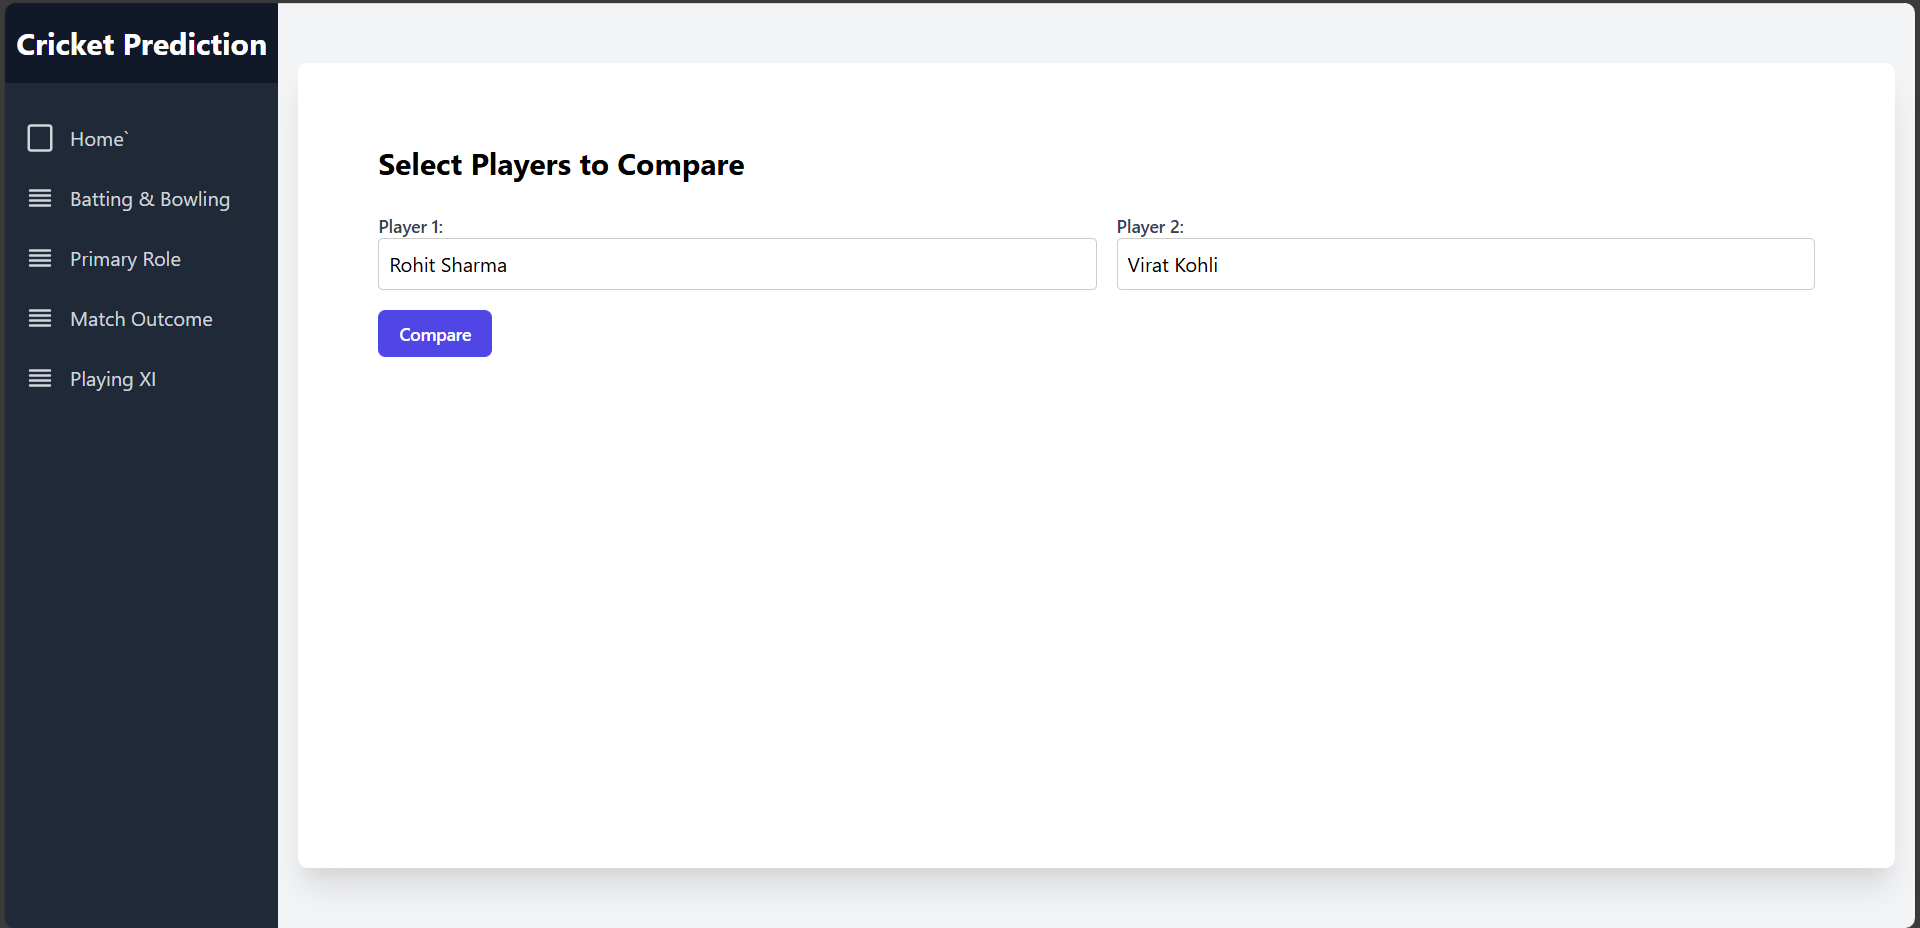 Cricket Prediction
Home`
Batting & Bowling
Primary Role
Match Outcome
Playing XI
Select Players to Compare
Player 1:
Rohit Sharma
Player 2:
Virat Kohli
Compare